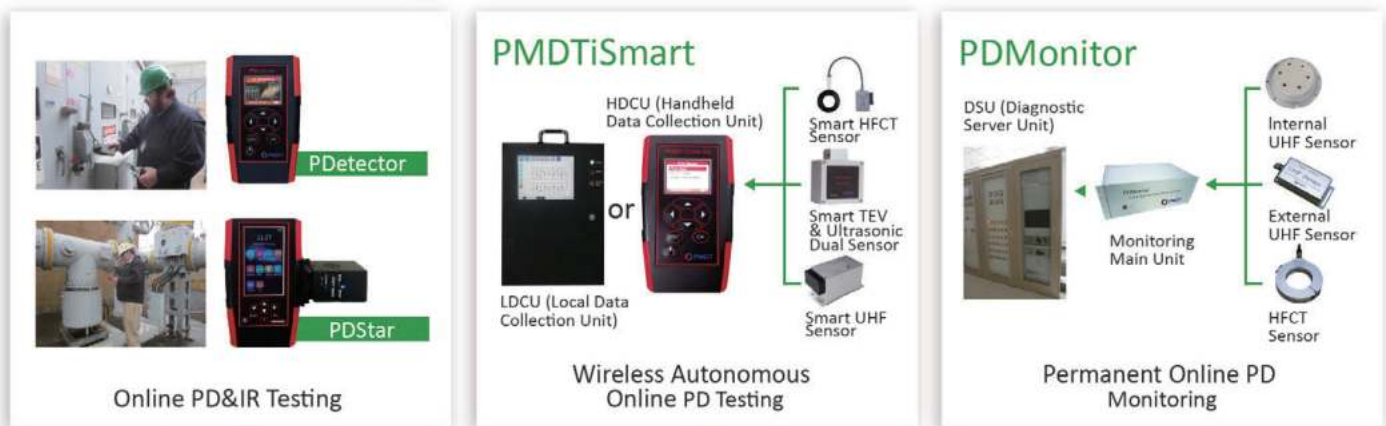 PDetector
PDStar
Online PD&IR Testing
PMDTiSmart
HDCU (Handheld
Data Collection Unit)
or
LDCU (Local Data
Collection Unit)
Smart HFCT
Sensor
Smart TEV
& Ultrasonic
Dual Sensor
Smart UHF
Sensor
Wireless Autonomous
Online PD Testing
PDMonitor
DSU (Diagnostic
Server Unit)
Monitoring
Main Unit
Internal
UHF Sensor
External
UHF Sensor
HFCT
Sensor
Permanent Online PD
Monitoring